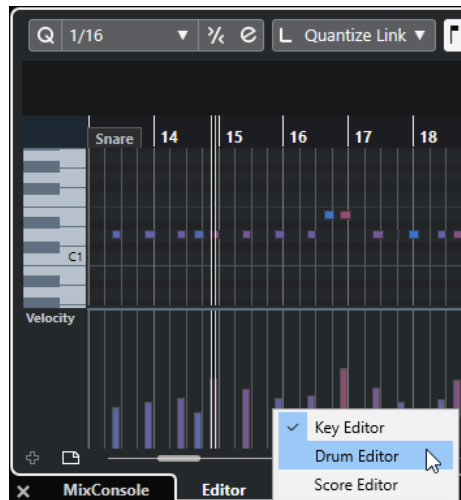 Q 1/16 L Quantize Link
Snare 14 15 16 17 18
C1
Velocity
Key Editor
Drum Editor
Score Editor
MixConsole Editor